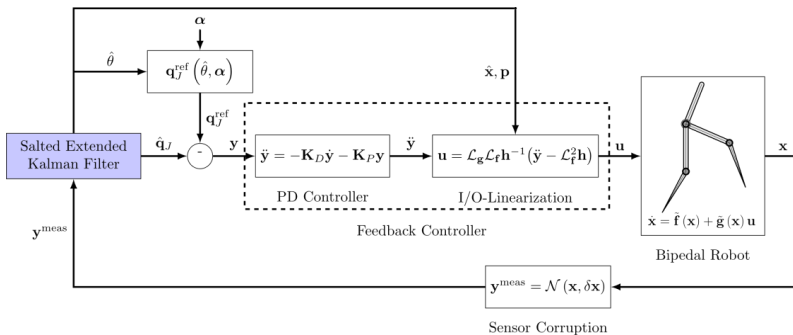 α
θ̂
q_J^ref (θ̂, α)
x̂, p
q_J^ref
Salted Extended
Kalman Filter
q̂_J
-
y
ÿ = −K_D ẏ − K_P y
ÿ
u = L_g L_f h^−1 (ÿ − L_f^2 h)
u
x
PD Controller
I/O-Linearization
Feedback Controller
ẋ = f̃ (x) + g̃ (x) u
Bipedal Robot
y^meas
y^meas = N (x, δx)
Sensor Corruption